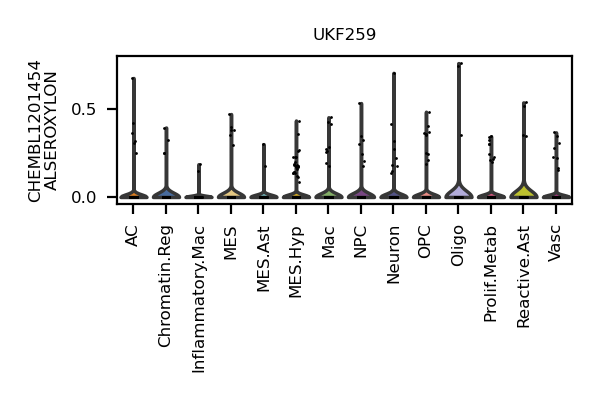 UKF259
CHEMBL1201454
ALSEROXYLON
0.5
0.0
AC
Chromatin.Reg
Inflammatory.Mac
MES
MES.Ast
MES.Hyp
Mac
NPC
Neuron
OPC
Oligo
Prolif.Metab
Reactive.Ast
Vasc